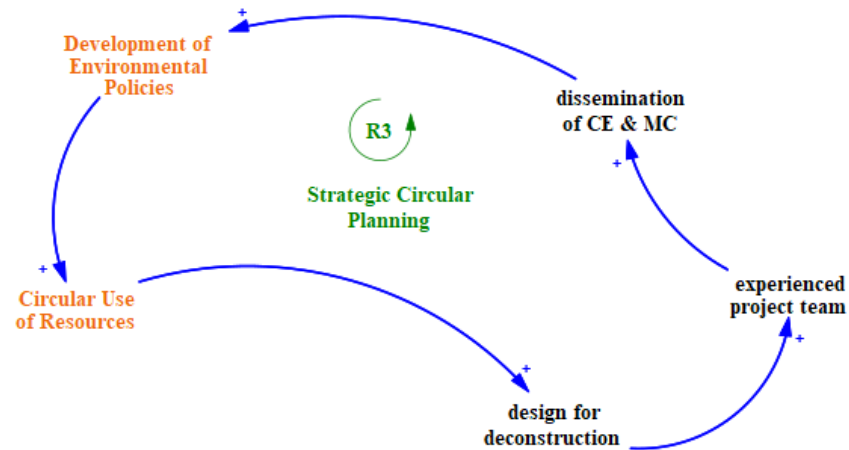 +
Development of
Environmental
Policies
dissemination
of CE & MC
R3
+
Strategic Circular
Planning
+
Circular Use
of Resources
experienced
project team
+
+
design for
deconstruction